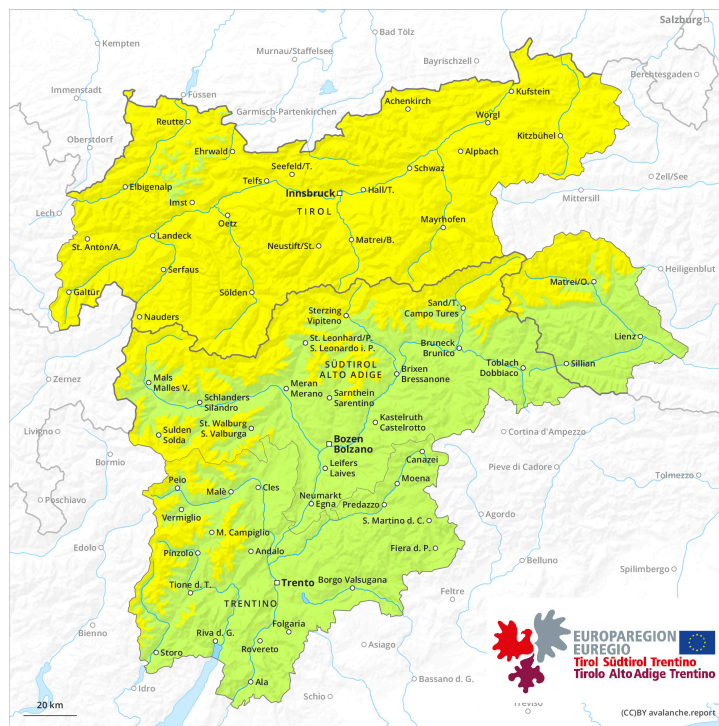 Salzburg
Kempten
Bad Tölz
Murnau/Staffelsee
Bayrischzell
Berchtesgaden
Immenstadt
Füssen
Garmisch-Partenkirchen
Achenkirch
Kufstein
Reutte
Wörgl
Oberstdorf
Kitzbühel
Ehrwald
Alpbach
Seefeld/T.
Schwaz
Telfs
Zell/See
Elbigenalp
Innsbruck
Hall/T.
Mittersill
Imst
TIROL
Lech
Oetz
Mayrhofen
Landeck
Neustift/St.
Matrei/B.
St. Anton/A.
Serfaus
Heiligenblut
Matrei/O.
Galtür
Sölden
Sand/T.
Campo Tures
Nauders
Sterzing
Vipiteno
St. Leonhard/P.
S. Leonardo i. P.
Bruneck
Brunico
Lienz
SÜDTIROL
ALTO ADIGE
Toblach
Dobbiaco
Sillian
Brixen
Bressanone
Zernez
Mals
Malles V.
Meran
Merano
Schlanders
Silandro
Sarnthein
Sarentino
Kastelruth
Castelrotto
Livigno
Sulden
Solda
St. Walburg
S. Valburga
Cortina d'Ampezzo
Bozen
Bolzano
Bormio
Canazei
Pieve di Cadore
Leifers
Laives
Tolmezzo
Peio
Malè
Cles
Moena
Poschiavo
Neumarkt
Egna
Predazzo
Vermiglio
Agordo
S. Martino d. C.
M. Campiglio
Edolo
Pinzolo
Andalo
Fiera d. P.
Belluno
Spilimbergo
Trento
Tione d. T.
Borgo Valsugana
Feltre
TRENTINO
Folgaria
Bienno
Riva d. G.
Rovereto
Asiago
Storo
Bassano d. G.
Idro
Ala
Schio
Treviso
EUROPAREGION
EUREGIO
Tirol Südtirol Trentino
Tirolo Alto Adige Trentino
20 km
(CC)BY avalanche.report